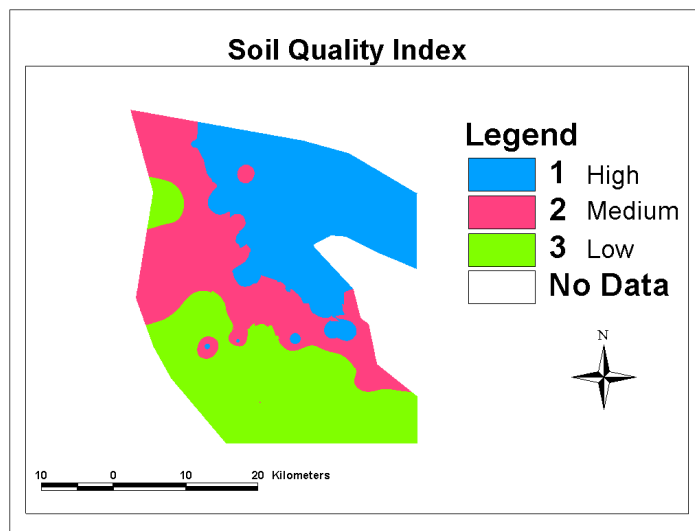 Soil Quality Index
Legend
1 High
2 Medium
3 Low
No Data
N
10 0 10 20 Kilometers